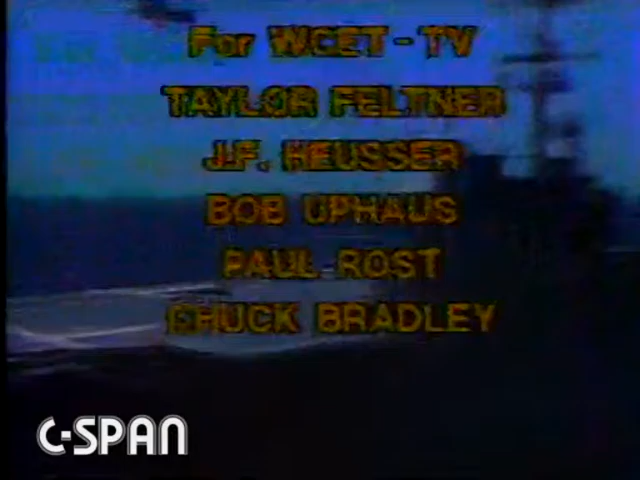 For WCET-TV
TAYLOR FELTNER
J.F. HEUSSER
BOB UPHAUS
PAUL ROST
CHUCK BRADLEY
C-SPAN